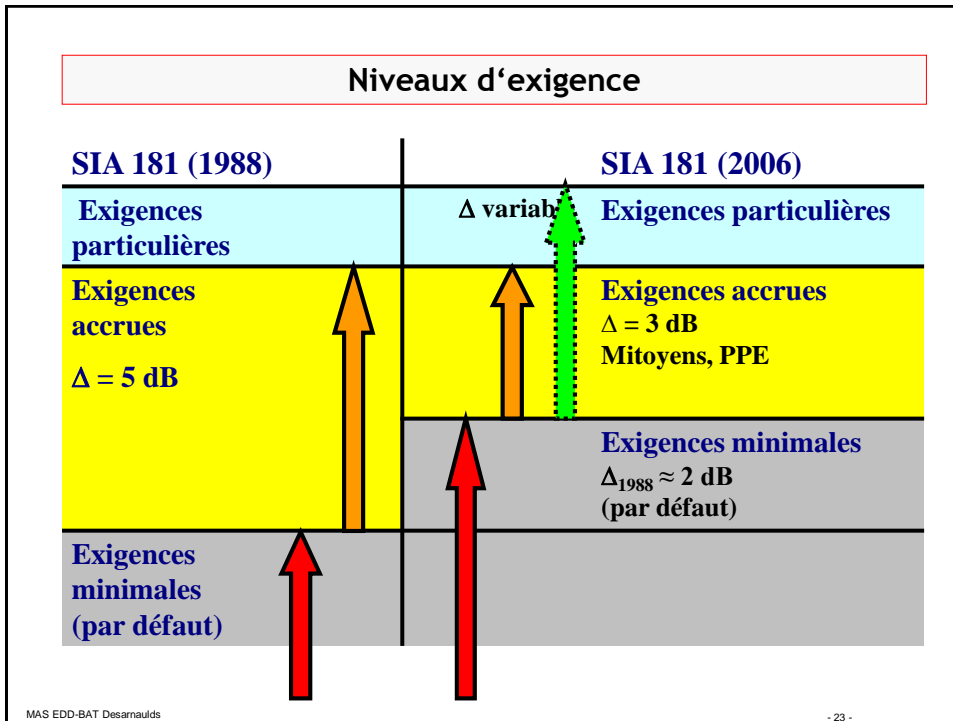 Niveaux d‘exigence
SIA 181 (1988)
Exigences
particulières
Exigences
accrues
Δ = 5 dB
Exigences
minimales
(par défaut)
SIA 181 (2006)
Δ variab
Exigences particulières
Exigences accrues
Δ = 3 dB
Mitoyens, PPE
Exigences minimales
Δ1988 ≈ 2 dB
(par défaut)
MAS EDD-BAT Desarnaulds
- 23 -